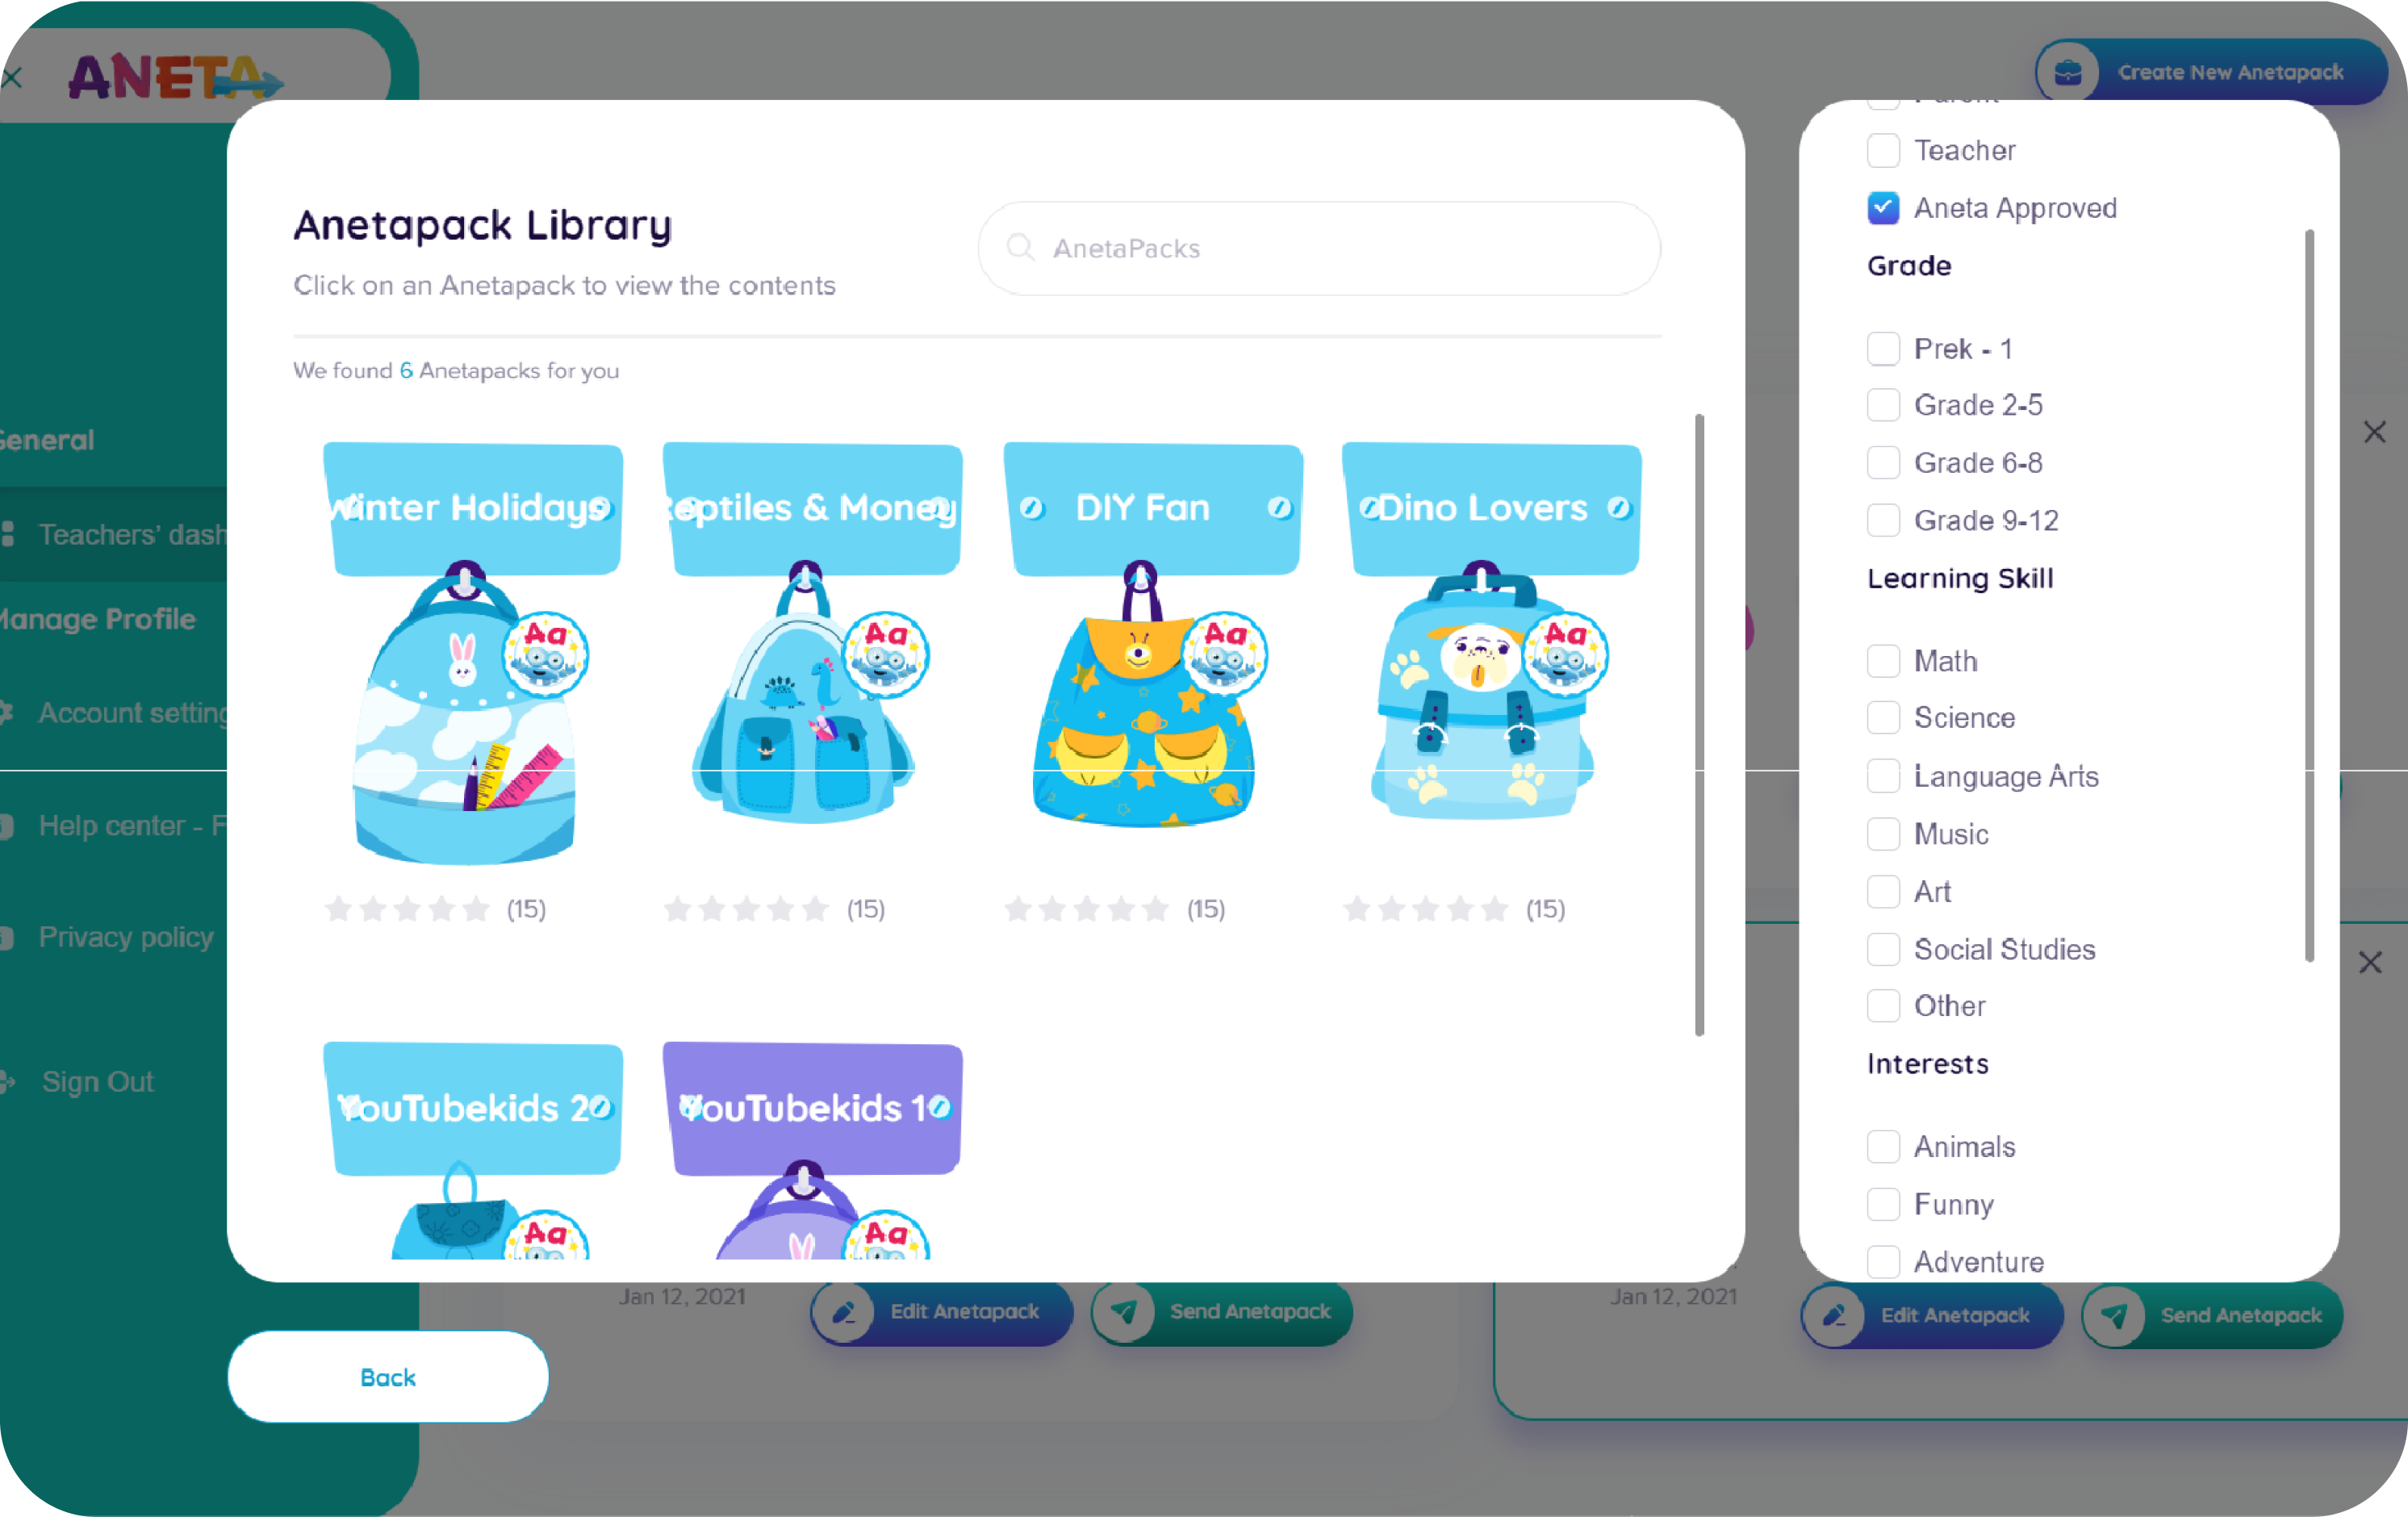 ANETA
Create New Anetapack
General
Teachers' dash
Manage Profile
Account setting
Help center - F
Privacy policy
Sign Out
Anetapack Library
Click on an Anetapack to view the contents
AnetaPacks
We found 6 Anetapacks for you
Winter Holidays
Reptiles & Money
DIY Fan
Dino Lovers
Aa
Aa
Aa
Aa
(15)
(15)
(15)
(15)
YouTubekids 2
YouTubekids 1
Aa
Aa
Back
Parent
Teacher
Aneta Approved
Grade
Prek - 1
Grade 2-5
Grade 6-8
Grade 9-12
Learning Skill
Math
Science
Language Arts
Music
Art
Social Studies
Other
Interests
Animals
Funny
Adventure
Jan 12, 2021
Edit Anetapack
Send Anetapack
Jan 12, 2021
Edit Anetapack
Send Anetapack